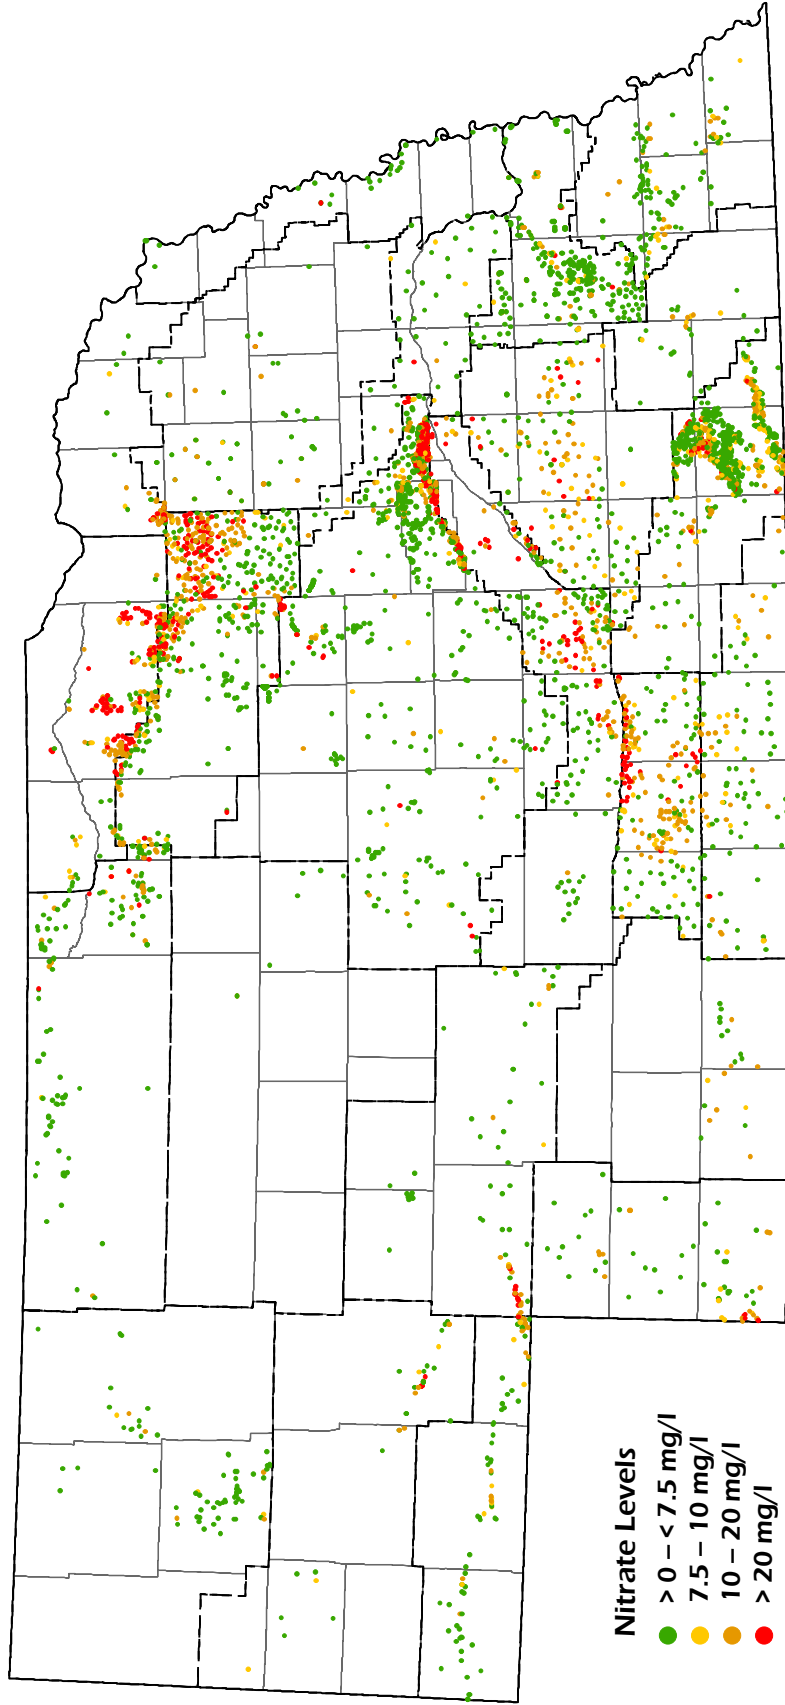 Nitrate Levels
> 0 – < 7.5 mg/l
7.5 – 10 mg/l
10 – 20 mg/l
> 20 mg/l